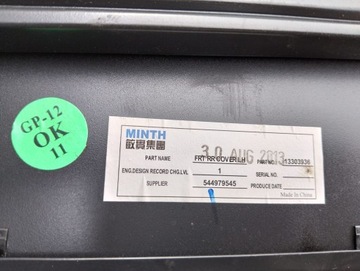 GP-12
OK
11
MINTH
敏實集團
30 AUG 2013
PART NAME FRT RR COVER LH PART NO. 13303936
ENG.DESIGN RECORD CHG.LVL 1 SERIAL NO.
SUPPLIER 544979545 PRODUCE DATE
Made In China